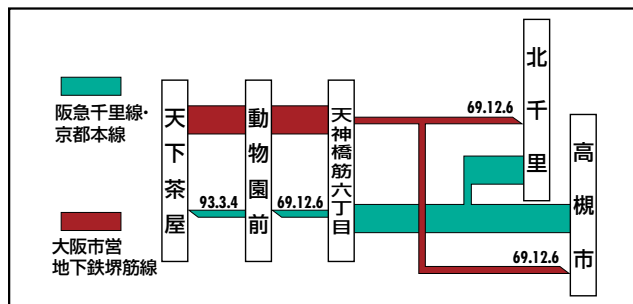 阪急千里線・
京都本線
大阪市営
地下鉄堺筋線
天下茶屋
動物園前
天神橋筋六丁目
北千里
高槻市
69.12.6
93.3.4
69.12.6
69.12.6